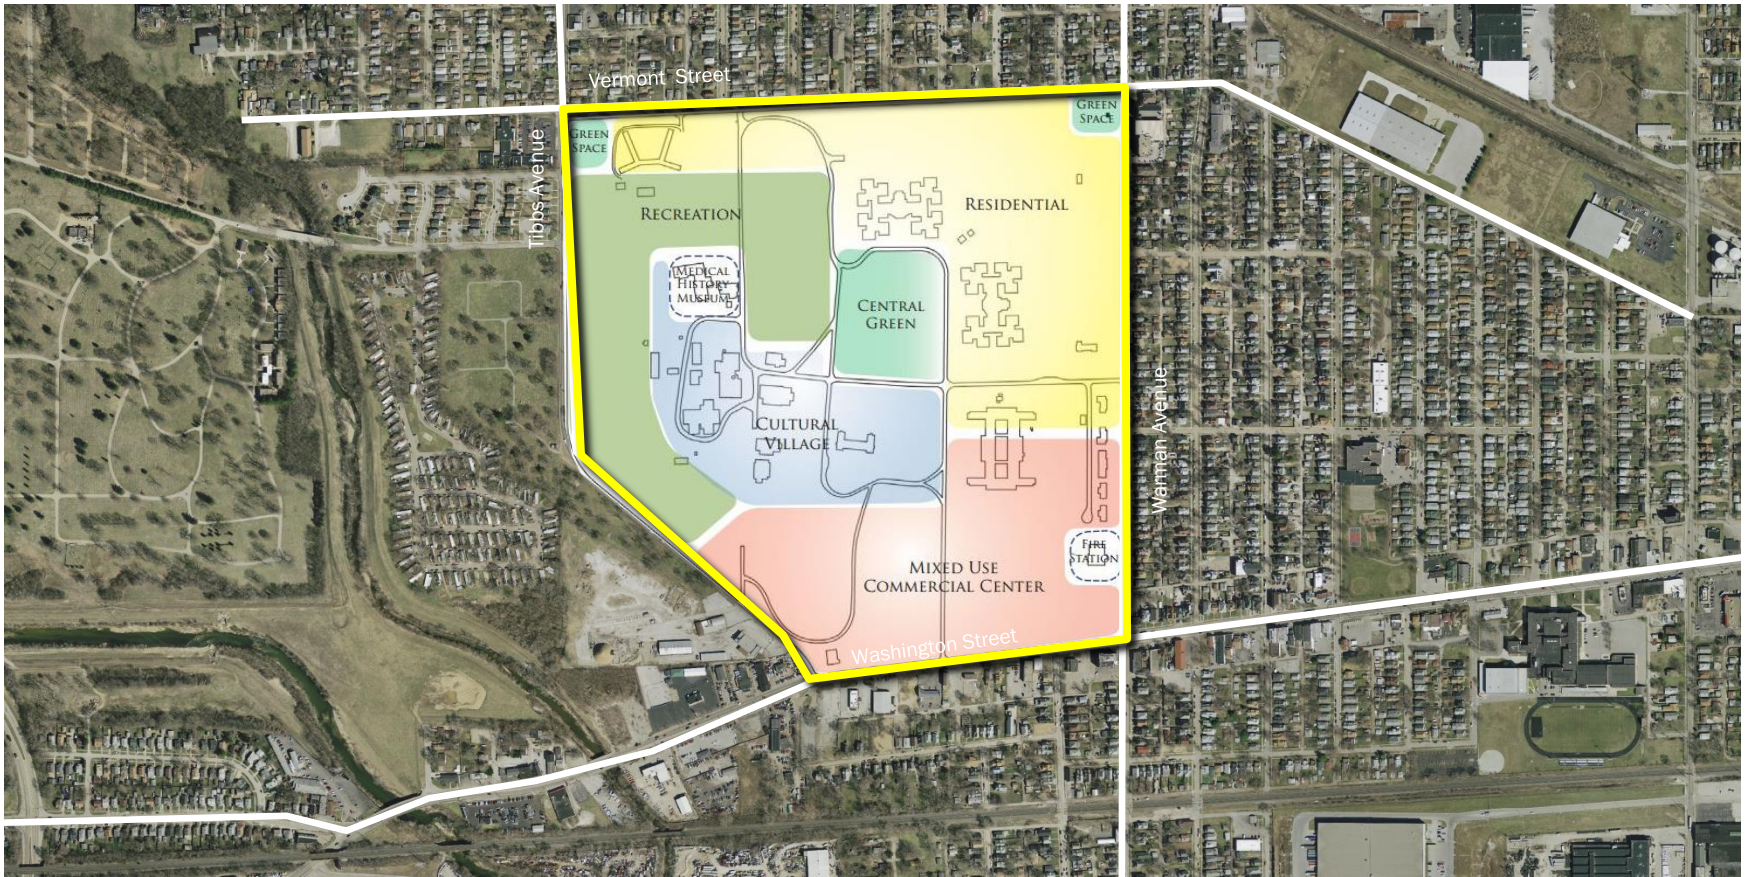 Vermont Street
GREEN
SPACE
GREEN
SPACE
Tibbs Avenue
RECREATION
RESIDENTIAL
MEDICAL
HISTORY
MUSEUM
CENTRAL
GREEN
CULTURAL
VILLAGE
Warman Avenue
FIRE
STATION
MIXED USE
COMMERCIAL CENTER
Washington Street